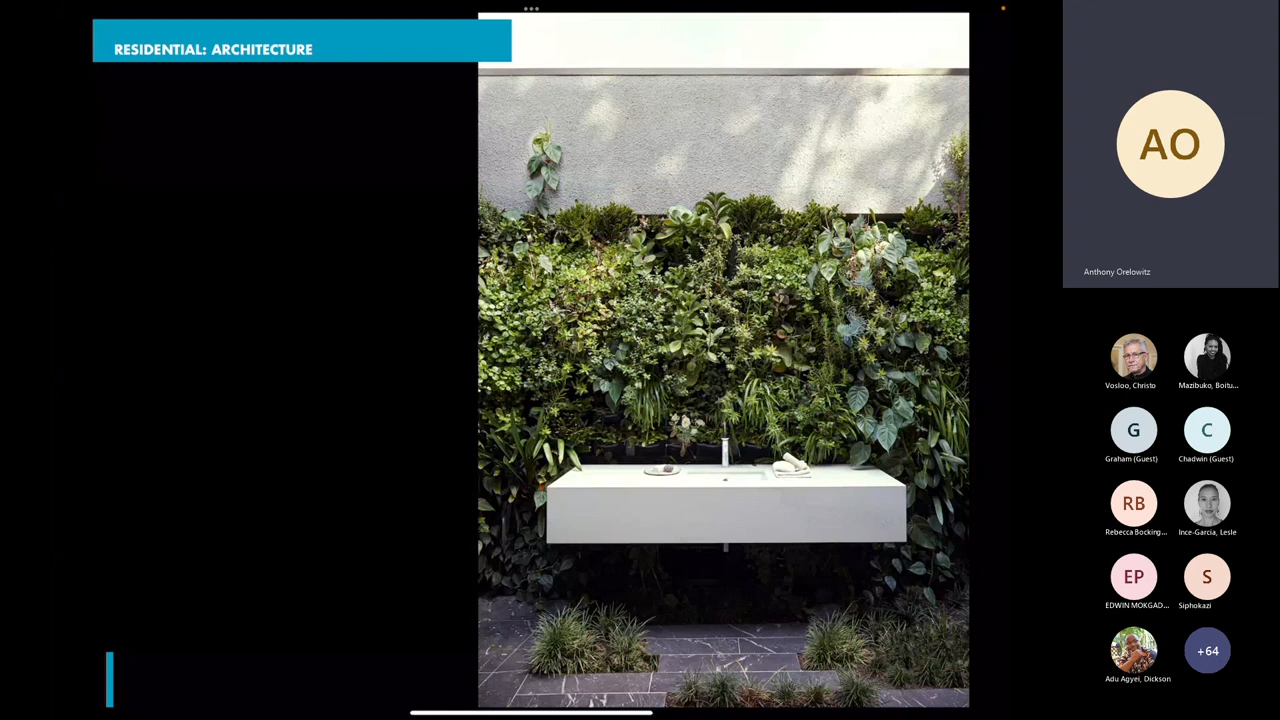 RESIDENTIAL: ARCHITECTURE
AO
Anthony Orelowitz
Vosloo, Christo
Mazibuko, Boitu...
G
C
Graham (Guest)
Chadwin (Guest)
RB
Rebecca Bocking...
Ince-Garcia, Lesle
EP
S
EDWIN MOKGAD...
Siphokazi
+64
Adu Agyei, Dickson